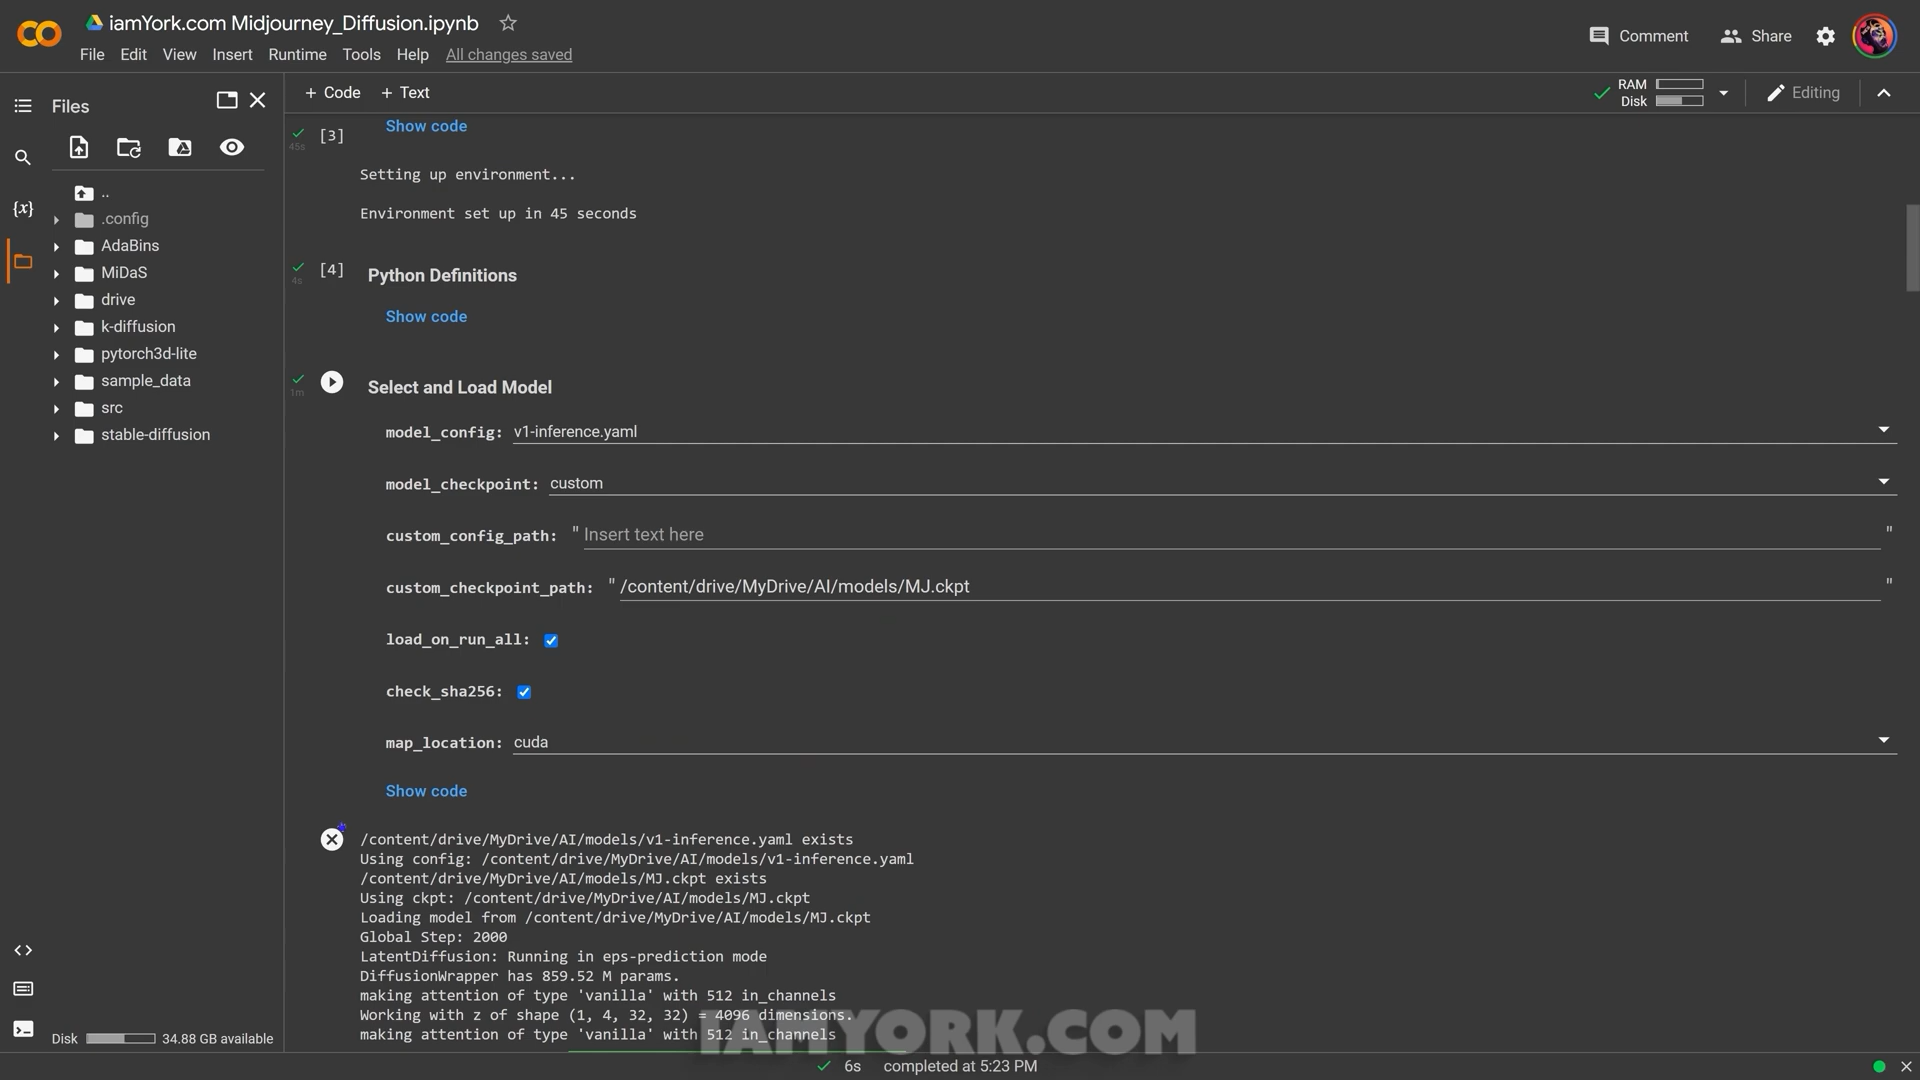 iamYork.com Midjourney_Diffusion.ipynb
File Edit View Insert Runtime Tools Help All changes saved
Comment Share
Files
+ Code + Text
RAM
Disk
Editing
..
.config
AdaBins
MiDaS
drive
k-diffusion
pytorch3d-lite
sample_data
src
stable-diffusion
{x}
[3] Show code
45s
Setting up environment...
Environment set up in 45 seconds
[4] Python Definitions
4s
Show code
Select and Load Model
1m
model_config: v1-inference.yaml
model_checkpoint: custom
custom_config_path: " Insert text here "
custom_checkpoint_path: " /content/drive/MyDrive/AI/models/MJ.ckpt "
load_on_run_all:
check_sha256:
map_location: cuda
Show code
/content/drive/MyDrive/AI/models/v1-inference.yaml exists
Using config: /content/drive/MyDrive/AI/models/v1-inference.yaml
/content/drive/MyDrive/AI/models/MJ.ckpt exists
Using ckpt: /content/drive/MyDrive/AI/models/MJ.ckpt
Loading model from /content/drive/MyDrive/AI/models/MJ.ckpt
Global Step: 2000
LatentDiffusion: Running in eps-prediction mode
DiffusionWrapper has 859.52 M params.
making attention of type 'vanilla' with 512 in_channels
Working with z of shape (1, 4, 32, 32) = 4096 dimensions.
making attention of type 'vanilla' with 512 in_channels
IAMYORK.COM
Disk 34.88 GB available
6s completed at 5:23 PM